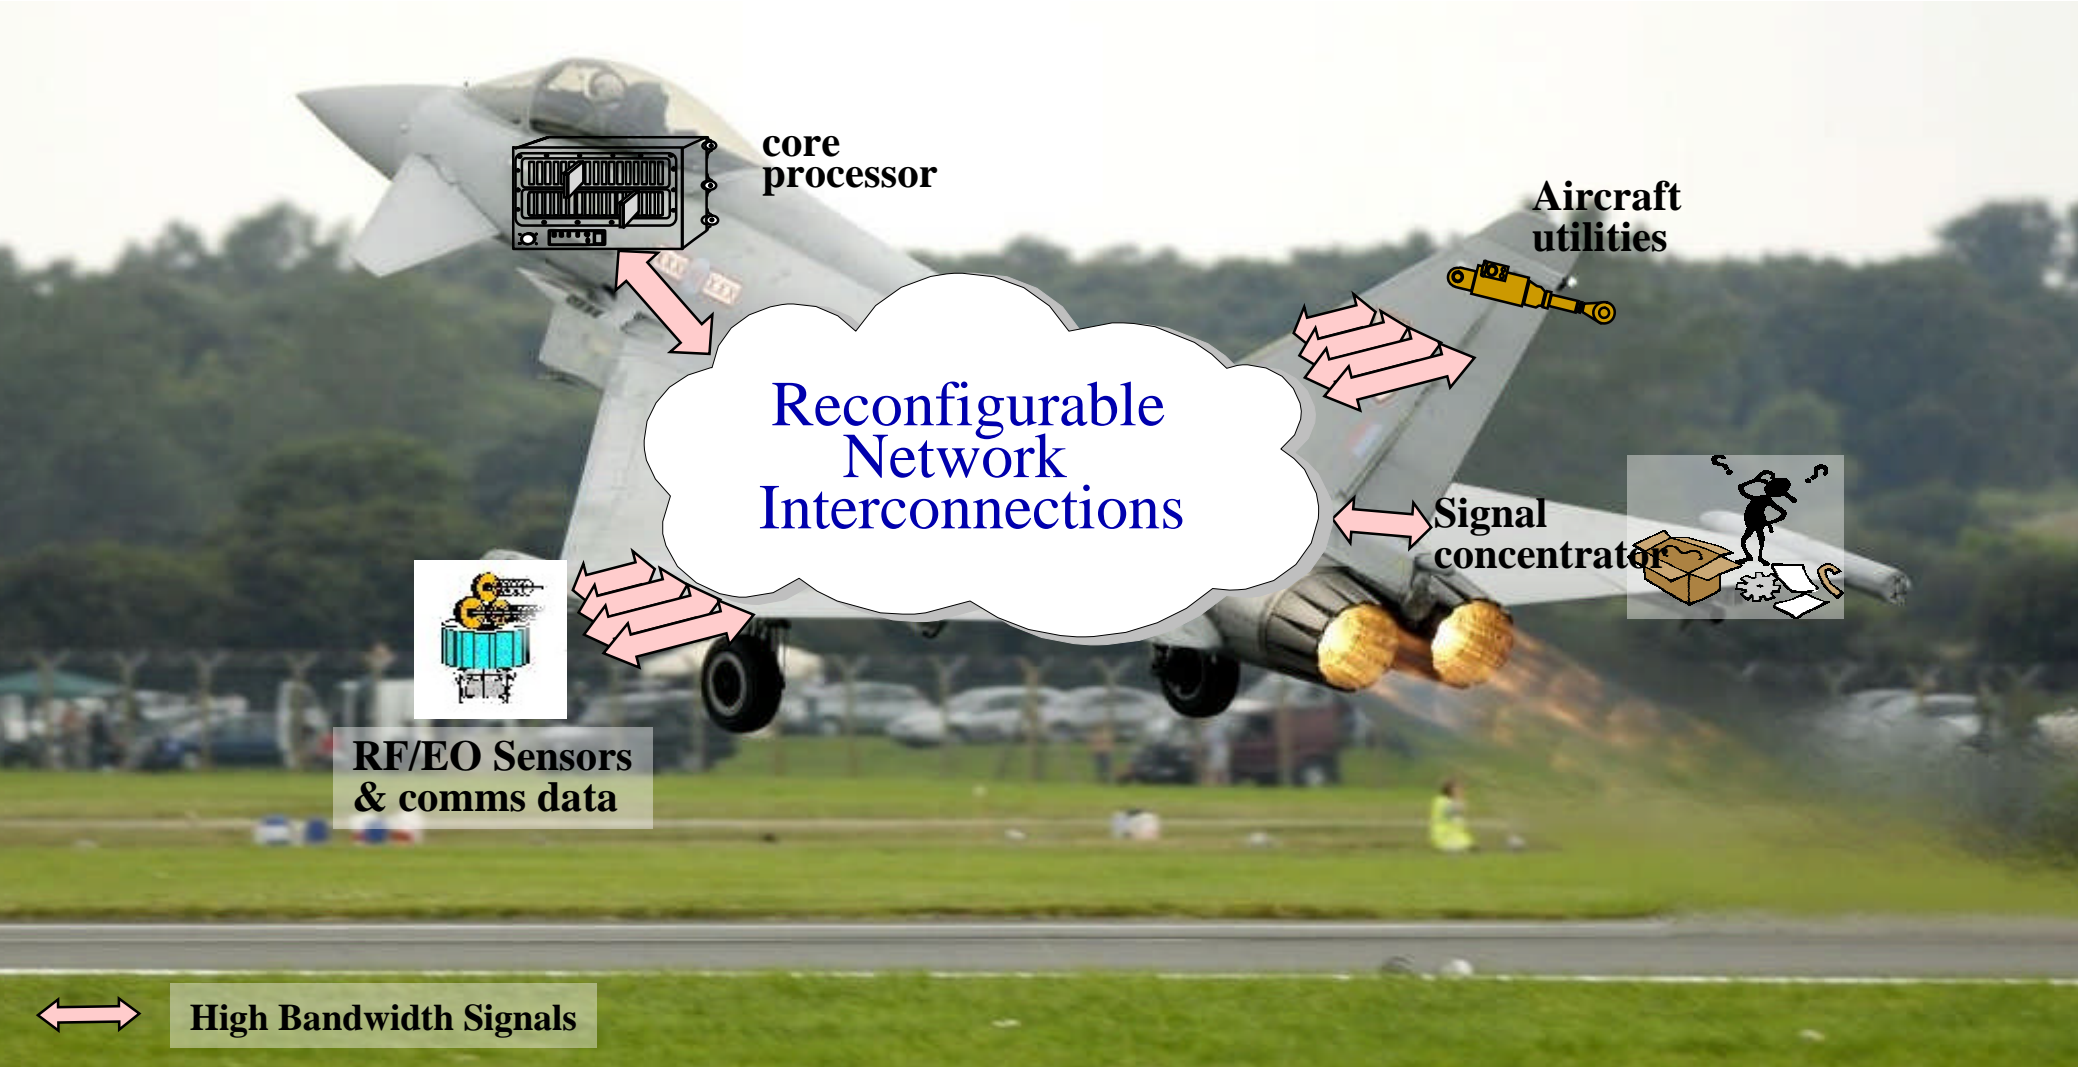 core
processor
Aircraft
utilities
Reconfigurable
Network
Interconnections
Signal
concentrator
RF/EO Sensors
& comms data
High Bandwidth Signals